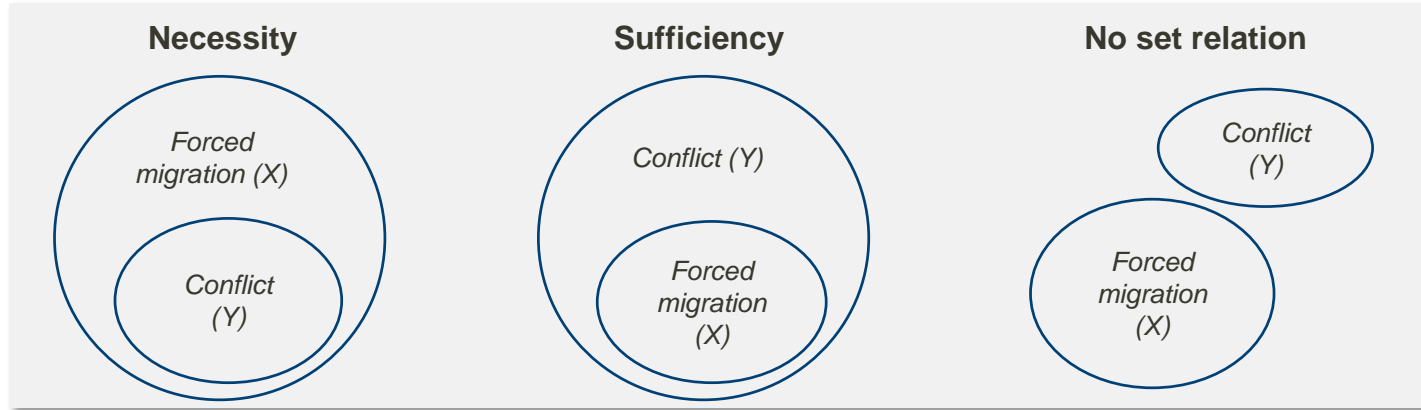 Necessity
Forced
migration (X)
Conflict
(Y)
Sufficiency
Conflict (Y)
Forced
migration
(X)
No set relation
Conflict
(Y)
Forced
migration
(X)